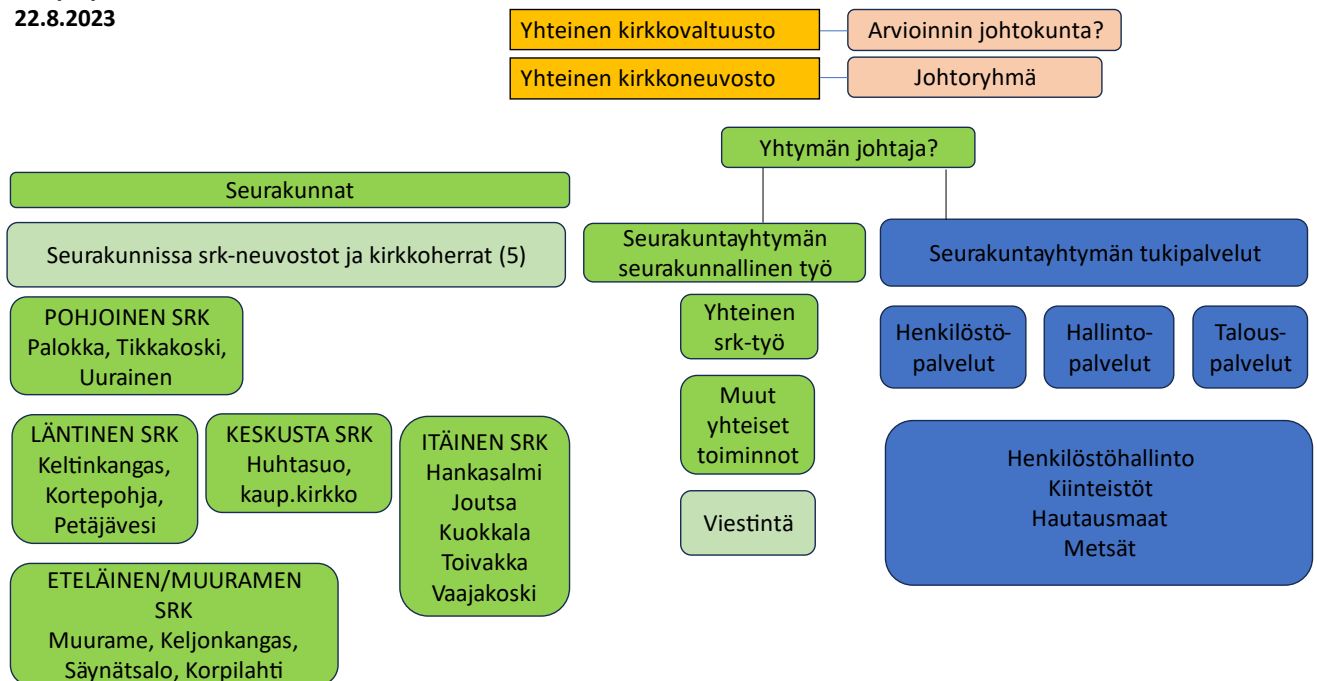 22.8.2023
Yhteinen kirkkovaltuusto
Arvioinnin johtokunta?
Yhteinen kirkkoneuvosto
Johtoryhmä
Yhtymän johtaja?
Seurakunnat
Seurakunnissa srk-neuvostot ja kirkkoherrat (5)
Seurakuntayhtymän
seurakunnallinen työ
Seurakuntayhtymän tukipalvelut
POHJOINEN SRK
Palokka, Tikkakoski,
Uurainen
Yhteinen
srk-työ
Henkilöstö-
palvelut
Hallinto-
palvelut
Talous-
palvelut
Muut
yhteiset
toiminnot
LÄNTINEN SRK
Keltinkangas,
Kortepohja,
Petäjävesi
KESKUSTA SRK
Huhtasuo,
kaup.kirkko
ITÄINEN SRK
Hankasalmi
Joutsa
Kuokkala
Toivakka
Vaajakoski
Viestintä
Henkilöstöhallinto
Kiinteistöt
Hautausmaat
Metsät
ETELÄINEN/MUURAMEN
SRK
Muurame, Keljonkangas,
Säynätsalo, Korpilahti